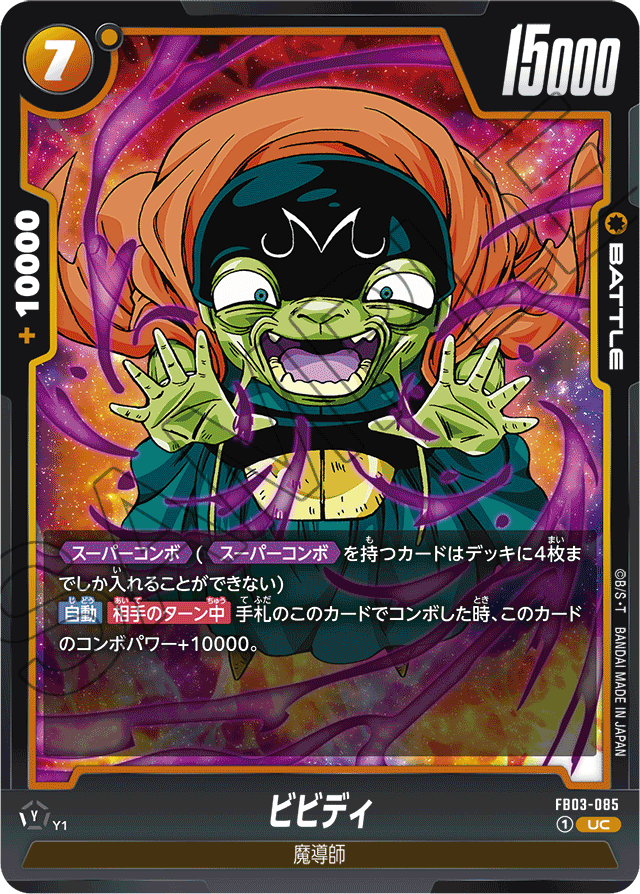 7
15000
+10000
BATTLE
スーパーコンボ ( スーパーコンボ を持つカードはデッキに4枚ま
でしか入れることができない)
自動 相手のターン中 手札のこのカードでコンボした時、このカード
のコンボパワー+10000。
©B/S・T BANDAI MADE IN JAPAN
ビビディ
FB03-085
Y Y1
1 UC
魔導師
SAMPLE